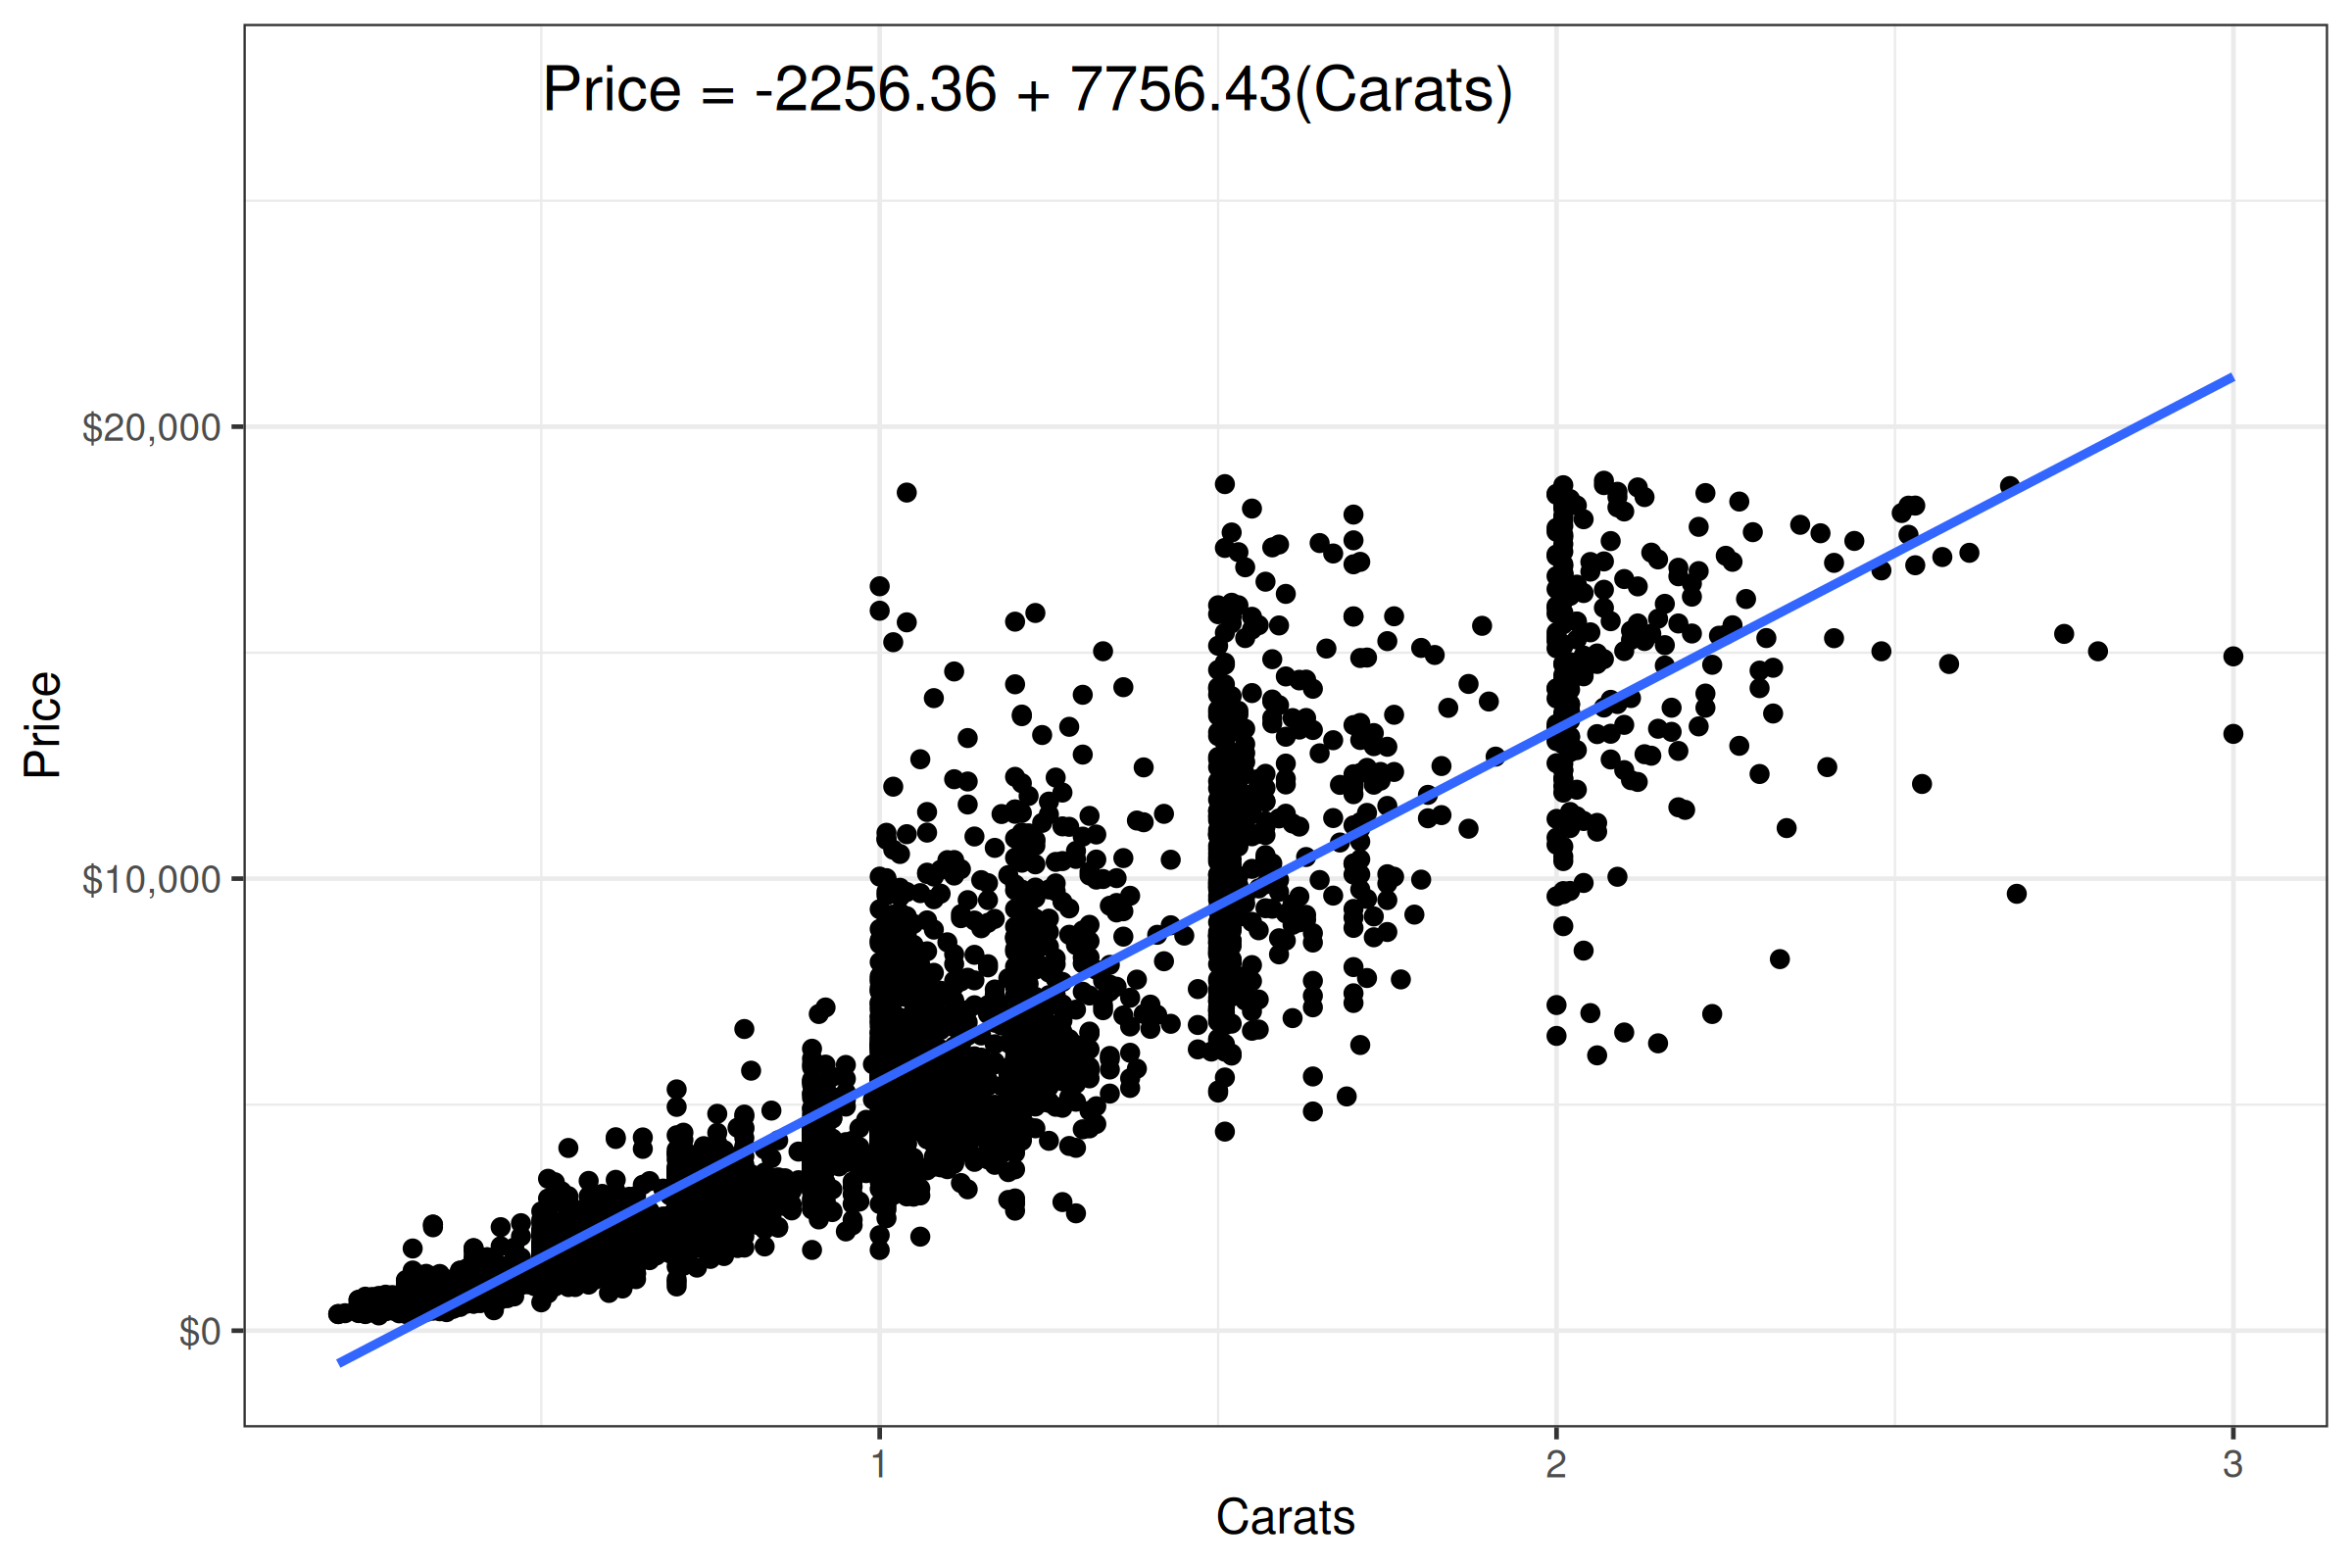 Price = -2256.36 + 7756.43(Carats)
$20,000
$10,000
$0
Price
1
2
3
Carats